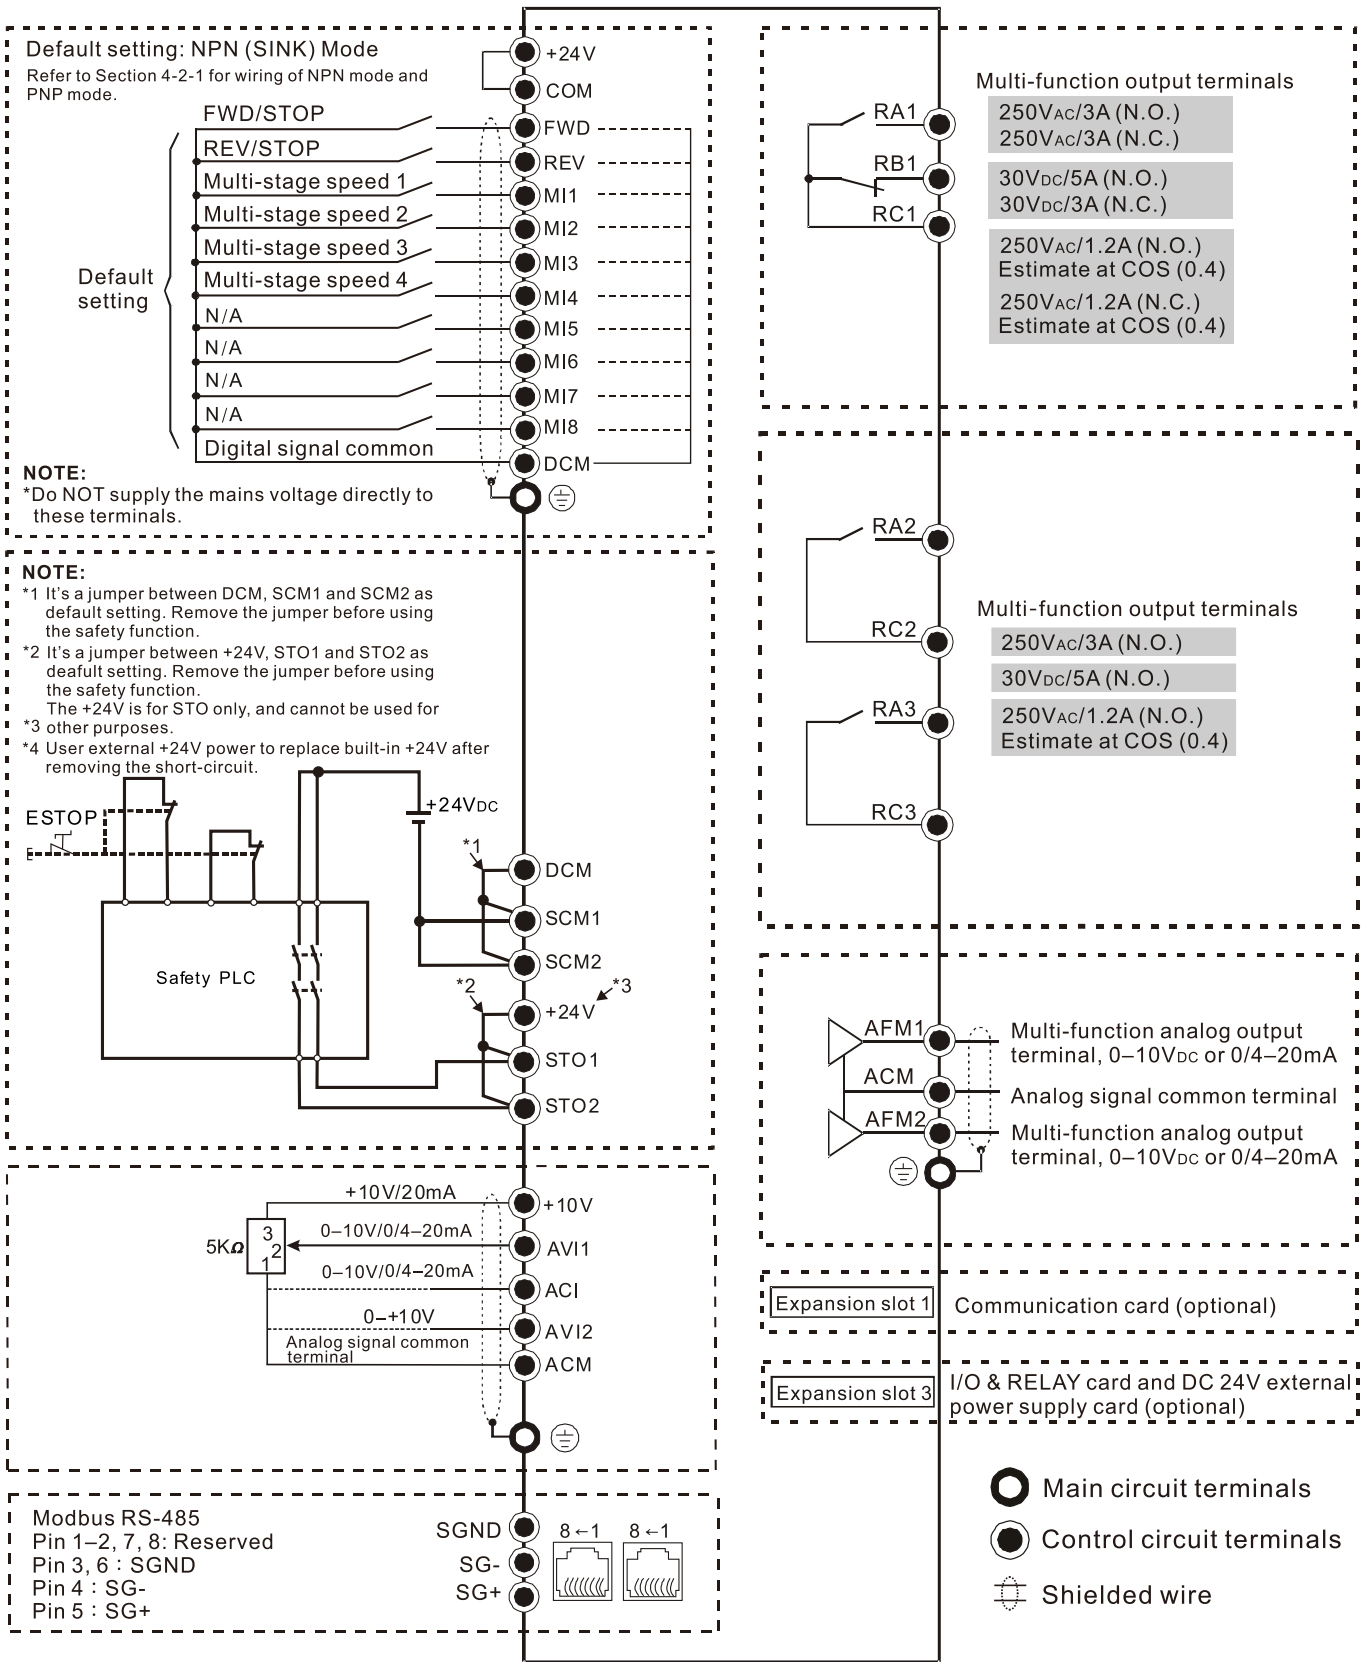 Default setting: NPN (SINK) Mode
Refer to Section 4-2-1 for wiring of NPN mode and
PNP mode.
+24V
COM
FWD/STOP
FWD
REV/STOP
REV
Multi-stage speed 1
MI1
Multi-stage speed 2
MI2
Multi-stage speed 3
MI3
Default
setting
Multi-stage speed 4
MI4
N/A
MI5
N/A
MI6
N/A
MI7
N/A
MI8
Digital signal common
DCM
NOTE:
*Do NOT supply the mains voltage directly to
these terminals.
NOTE:
*1 It's a jumper between DCM, SCM1 and SCM2 as
default setting. Remove the jumper before using
the safety function.
*2 It's a jumper between +24V, STO1 and STO2 as
deafult setting. Remove the jumper before using
the safety function.
The +24V is for STO only, and cannot be used for
*3 other purposes.
*4 User external +24V power to replace built-in +24V after
removing the short-circuit.
ESTOP
+24VDC
*1
DCM
SCM1
SCM2
Safety PLC
*2
*3
+24V
STO1
STO2
+10V/20mA
+10V
5KΩ
3
2
1
0–10V/0/4–20mA
AVI1
0–10V/0/4–20mA
ACI
0–+10V
AVI2
Analog signal common
terminal
ACM
Modbus RS-485
Pin 1–2, 7, 8: Reserved
Pin 3, 6 : SGND
Pin 4 : SG-
Pin 5 : SG+
SGND
SG-
SG+
8←1
8←1
RA1
RB1
RC1
Multi-function output terminals
250VAC/3A (N.O.)
250VAC/3A (N.C.)
30VDC/5A (N.O.)
30VDC/3A (N.C.)
250VAC/1.2A (N.O.)
Estimate at COS (0.4)
250VAC/1.2A (N.C.)
Estimate at COS (0.4)
RA2
RC2
RA3
RC3
Multi-function output terminals
250VAC/3A (N.O.)
30VDC/5A (N.O.)
250VAC/1.2A (N.O.)
Estimate at COS (0.4)
AFM1
Multi-function analog output
terminal, 0–10VDC or 0/4–20mA
ACM
Analog signal common terminal
AFM2
Multi-function analog output
terminal, 0–10VDC or 0/4–20mA
Expansion slot 1
Communication card (optional)
Expansion slot 3
I/O & RELAY card and DC 24V external
power supply card (optional)
Main circuit terminals
Control circuit terminals
Shielded wire